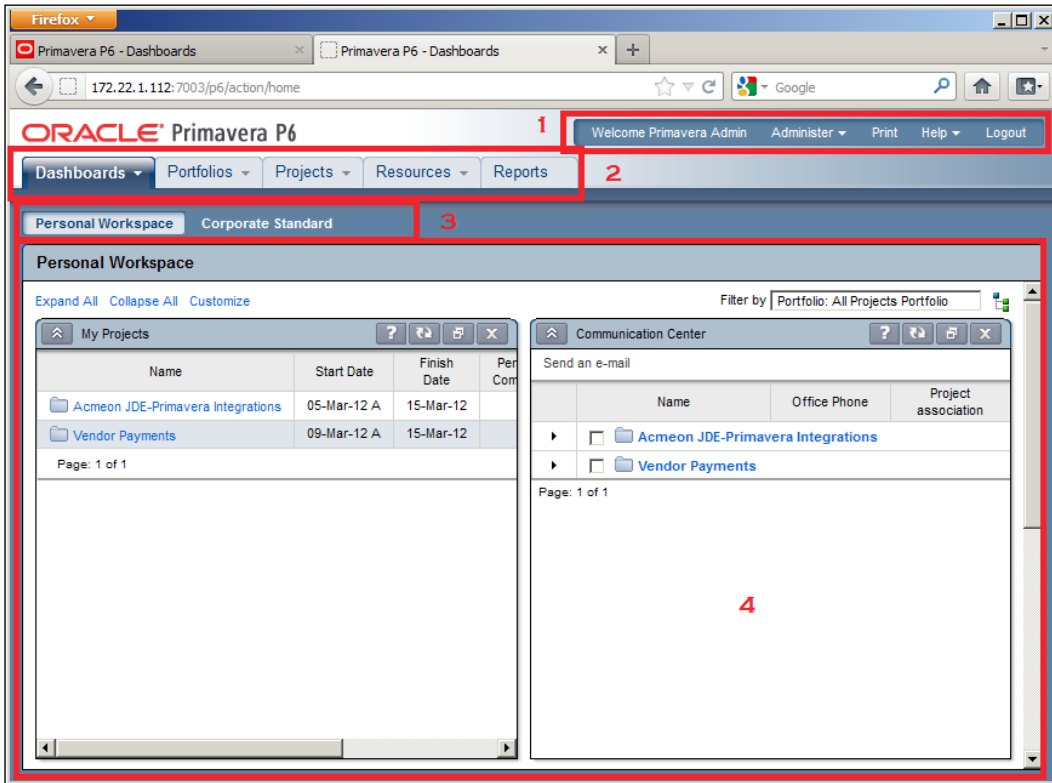 Firefox
Primavera P6 - Dashboards
Primavera P6 - Dashboards
172.22.1.112:7003/p6/action/home
Google
ORACLE Primavera P6
1
Welcome Primavera Admin Administer Print Help Logout
Dashboards Portfolios Projects Resources Reports
2
Personal Workspace Corporate Standard
3
Personal Workspace
Expand All Collapse All Customize
Filter by Portfolio: All Projects Portfolio
My Projects
Name Start Date Finish Date Per Com
Acmeon JDE-Primavera Integrations 05-Mar-12 A 15-Mar-12
Vendor Payments 09-Mar-12 A 15-Mar-12
Page: 1 of 1
Communication Center
Send an e-mail
Name Office Phone Project association
Acmeon JDE-Primavera Integrations
Vendor Payments
Page: 1 of 1
4